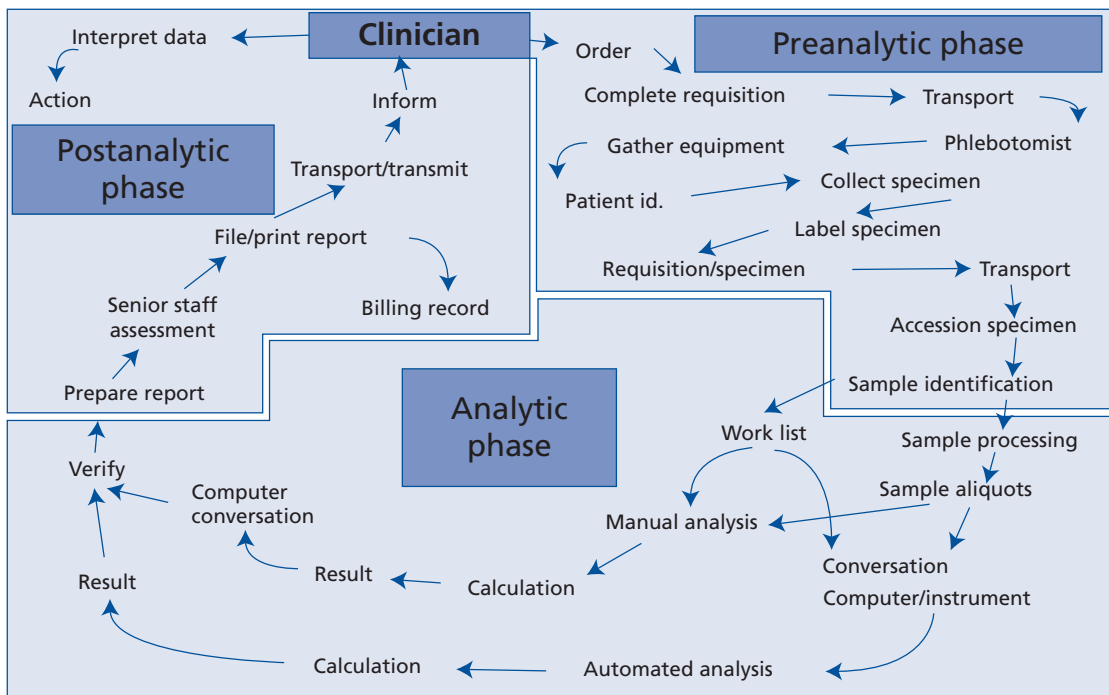 Clinician
Preanalytic phase
Order
Complete requisition
Transport
Phlebotomist
Gather equipment
Patient id.
Collect specimen
Label specimen
Requisition/specimen
Transport
Accession specimen
Sample identification
Analytic
phase
Work list
Sample processing
Sample aliquots
Manual analysis
Conversation
Computer/instrument
Automated analysis
Calculation
Result
Calculation
Result
Computer
conversation
Verify
Postanalytic
phase
Prepare report
Senior staff
assessment
File/print report
Billing record
Transport/transmit
Inform
Interpret data
Action